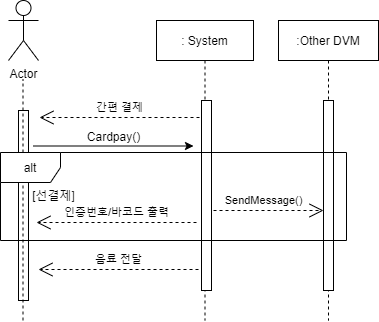 : System
:Other DVM
Actor
간편 결제
Cardpay()
alt
[선결제]
SendMessage()
인증번호/바코드 출력
음료 전달